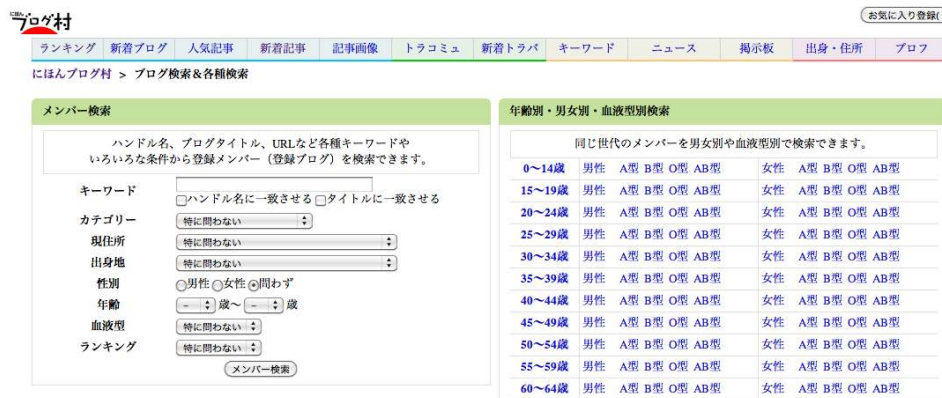 にほん
ブログ村
お気に入り登録(
ランキング 新着ブログ 人気記事 新着記事 記事画像 トラコミュ 新着トラバ キーワード ニュース 掲示板 出身・住所 プロフ
にほんブログ村 > ブログ検索&各種検索
メンバー検索
ハンドル名、ブログタイトル、URLなど各種キーワードや
いろいろな条件から登録メンバー(登録ブログ)を検索できます。
キーワード
ハンドル名に一致させる タイトルに一致させる
カテゴリー 特に問わない
現住所 特に問わない
出身地 特に問わない
性別 男性 女性 問わず
年齢 - 歳~ - 歳
血液型 特に問わない
ランキング 特に問わない
メンバー検索
年齢別・男女別・血液型別検索
同じ世代のメンバーを男女別や血液型別で検索できます。
0~14歳 男性 A型 B型 O型 AB型 女性 A型 B型 O型 AB型
15~19歳 男性 A型 B型 O型 AB型 女性 A型 B型 O型 AB型
20~24歳 男性 A型 B型 O型 AB型 女性 A型 B型 O型 AB型
25~29歳 男性 A型 B型 O型 AB型 女性 A型 B型 O型 AB型
30~34歳 男性 A型 B型 O型 AB型 女性 A型 B型 O型 AB型
35~39歳 男性 A型 B型 O型 AB型 女性 A型 B型 O型 AB型
40~44歳 男性 A型 B型 O型 AB型 女性 A型 B型 O型 AB型
45~49歳 男性 A型 B型 O型 AB型 女性 A型 B型 O型 AB型
50~54歳 男性 A型 B型 O型 AB型 女性 A型 B型 O型 AB型
55~59歳 男性 A型 B型 O型 AB型 女性 A型 B型 O型 AB型
60~64歳 男性 A型 B型 O型 AB型 女性 A型 B型 O型 AB型